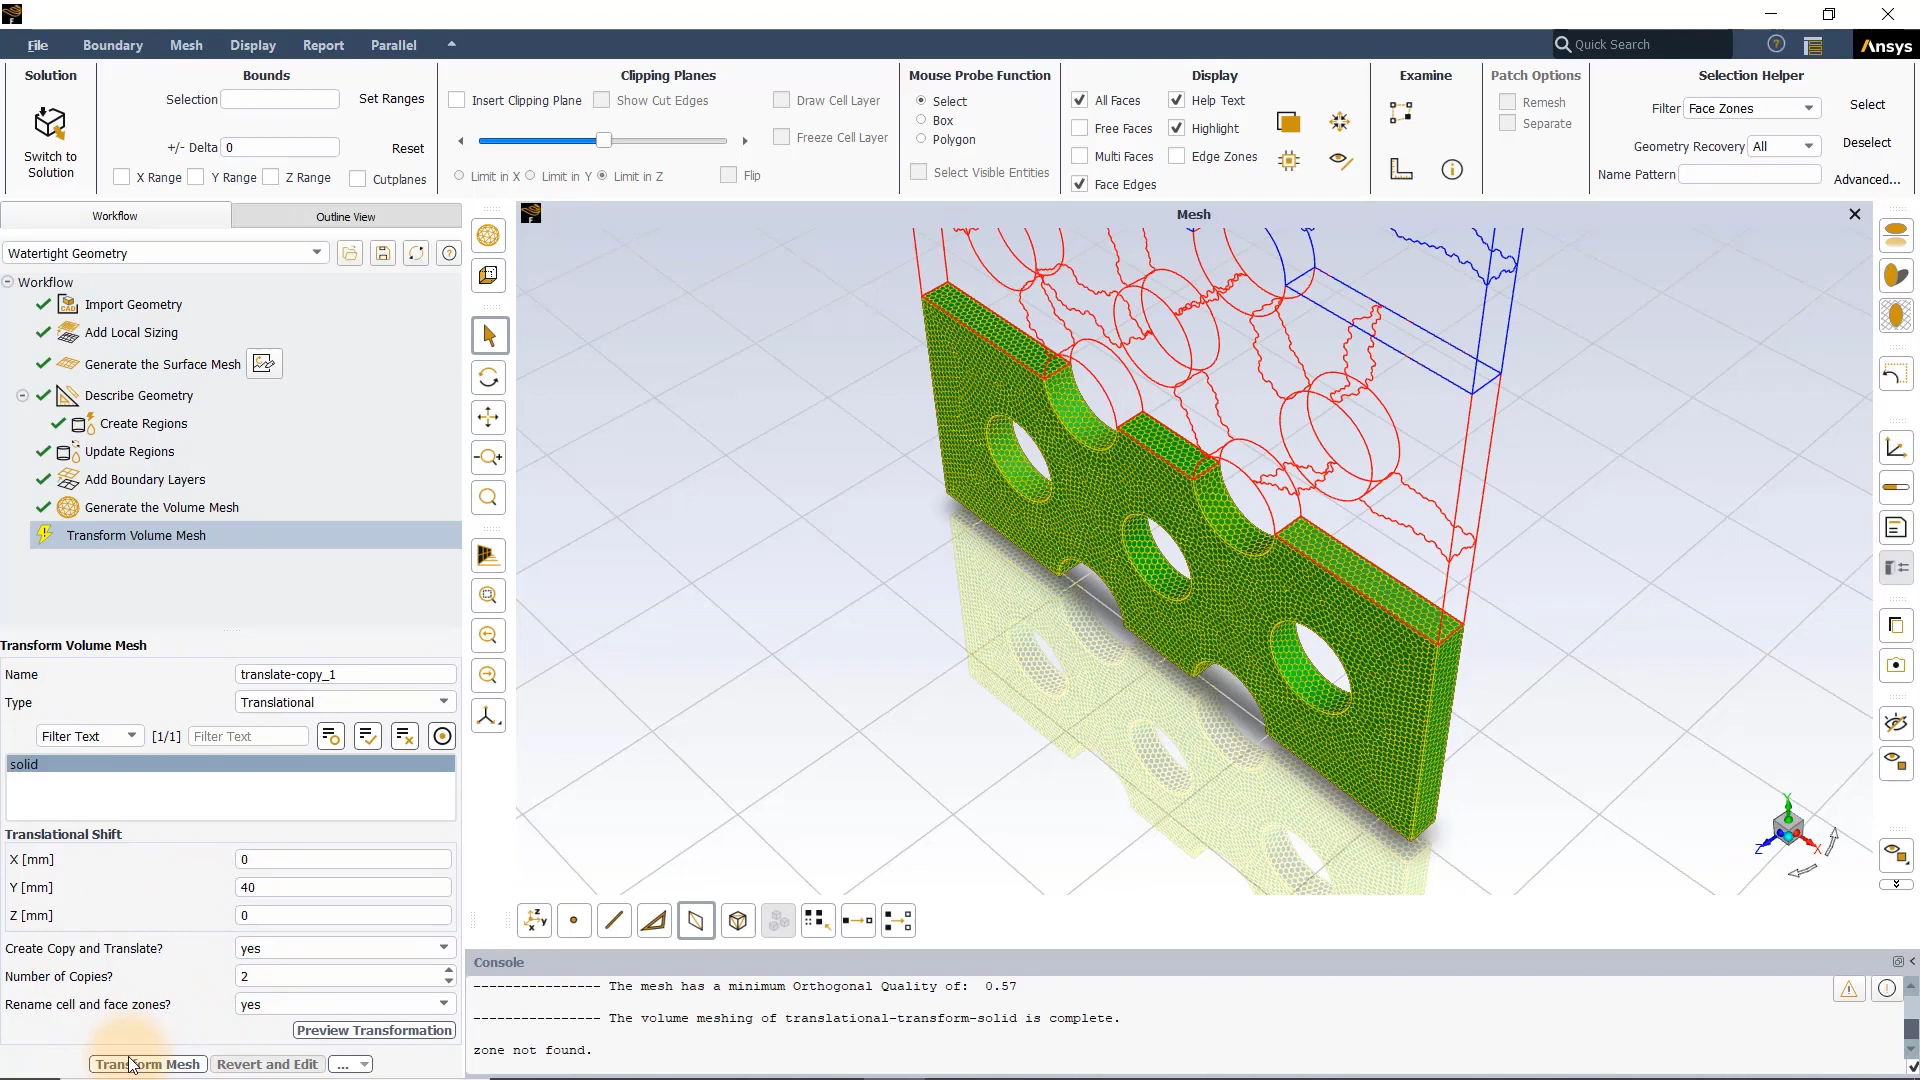 File Boundary Mesh Display Report Parallel Quick Search Ansys
Solution Bounds Clipping Planes Mouse Probe Function Display Examine Patch Options Selection Helper
Selection Set Ranges Insert Clipping Plane Show Cut Edges Draw Cell Layer Select All Faces Help Text Remesh Filter Face Zones Select
Box Free Faces Highlight Separate
+/- Delta 0 Reset Freeze Cell Layer Polygon Multi Faces Edge Zones Geometry Recovery All Deselect
Switch to
Solution X Range Y Range Z Range Cutplanes Limit in X Limit in Y Limit in Z Flip Select Visible Entities Face Edges Name Pattern Advanced...
Workflow Outline View Mesh
Watertight Geometry
Workflow
Import Geometry
Add Local Sizing
Generate the Surface Mesh
Describe Geometry
Create Regions
Update Regions
Add Boundary Layers
Generate the Volume Mesh
Transform Volume Mesh
Transform Volume Mesh
Name translate-copy_1
Type Translational
Filter Text [1/1] Filter Text
solid
Translational Shift
X [mm] 0
Y [mm] 40
Z [mm] 0
Create Copy and Translate? yes
Number of Copies? 2
Rename cell and face zones? yes
Preview Transformation
Transform Mesh Revert and Edit ...
Y
Z X
z
x y
Console
---------------- The mesh has a minimum Orthogonal Quality of: 0.57
---------------- The volume meshing of translational-transform-solid is complete.
zone not found.